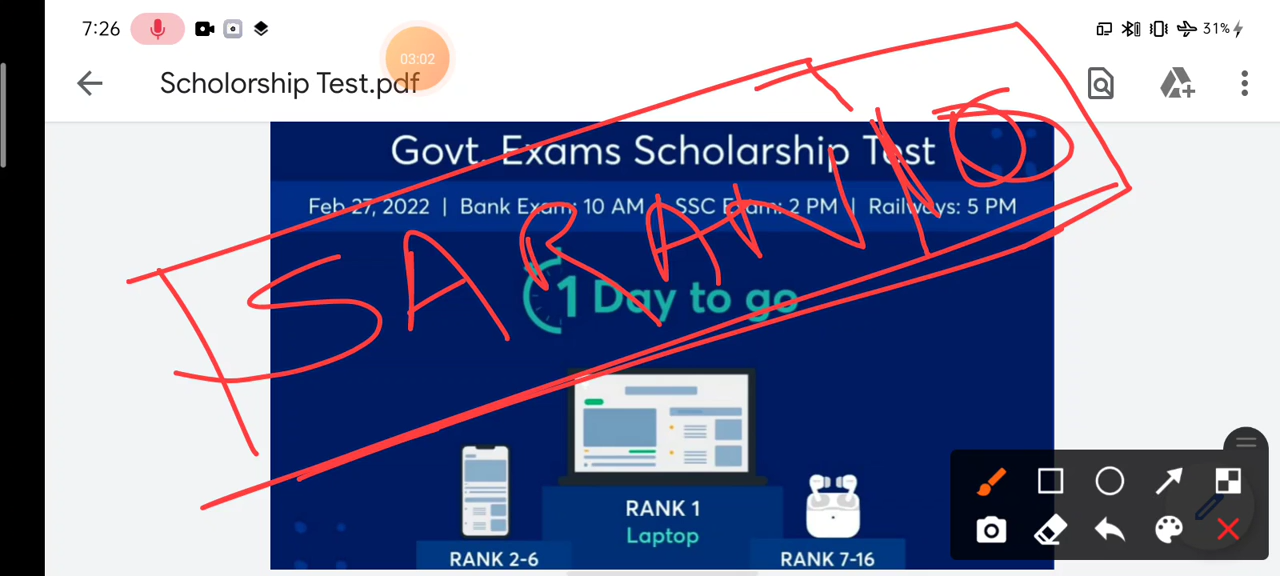 7:26
31%
03:02
Scholorship Test.pdf
Govt. Exams Scholarship Test
Feb 27, 2022 | Bank Exam: 10 AM | SSC Exam: 2 PM | Railways: 5 PM
SARAN10
1 Day to go
RANK 1
Laptop
RANK 2-6
RANK 7-16